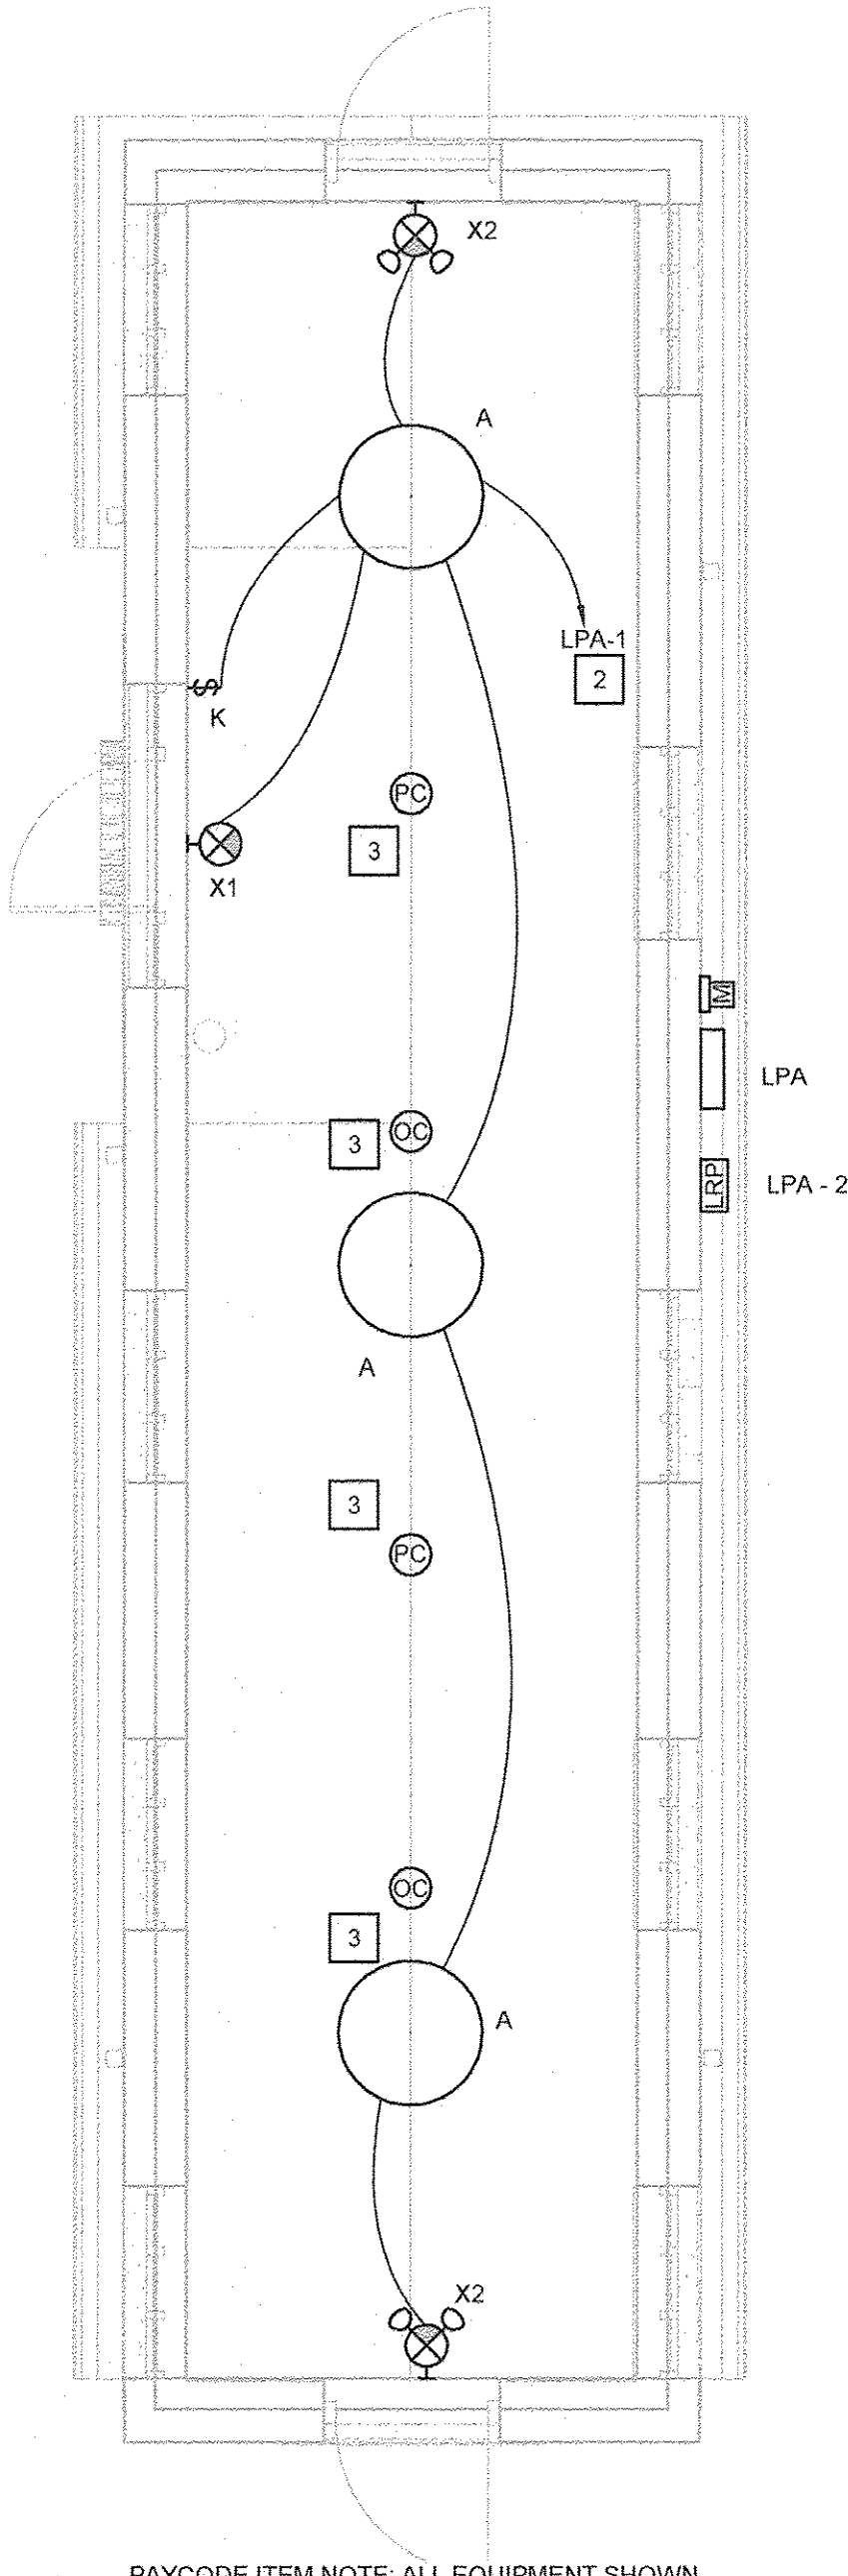 X2
A
LPA-1
2
K
PC
3
X1
M
LPA
OC
3
LRP
LPA - 2
A
3
PC
OC
3
A
X2
PAYCODE ITEM NOTE: ALL EQUIPMENT SHOWN